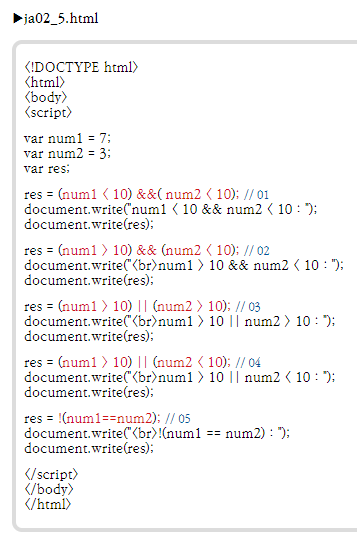 ▶ja02_5.html
<!DOCTYPE html>
<html>
<body>
<script>
var num1 = 7;
var num2 = 3;
var res;
res = (num1 < 10) &&( num2 < 10); // 01
document.write("num1 < 10 && num2 < 10 : ");
document.write(res);
res = (num1 > 10) && (num2 < 10); // 02
document.write("<br>num1 > 10 && num2 < 10 : ");
document.write(res);
res = (num1 > 10) || (num2 > 10); // 03
document.write("<br>num1 > 10 || num2 > 10 : ");
document.write(res);
res = (num1 > 10) || (num2 < 10); // 04
document.write("<br>num1 > 10 || num2 < 10 : ");
document.write(res);
res = !(num1==num2); // 05
document.write("<br>!(num1 == num2) : ");
document.write(res);
</script>
</body>
</html>